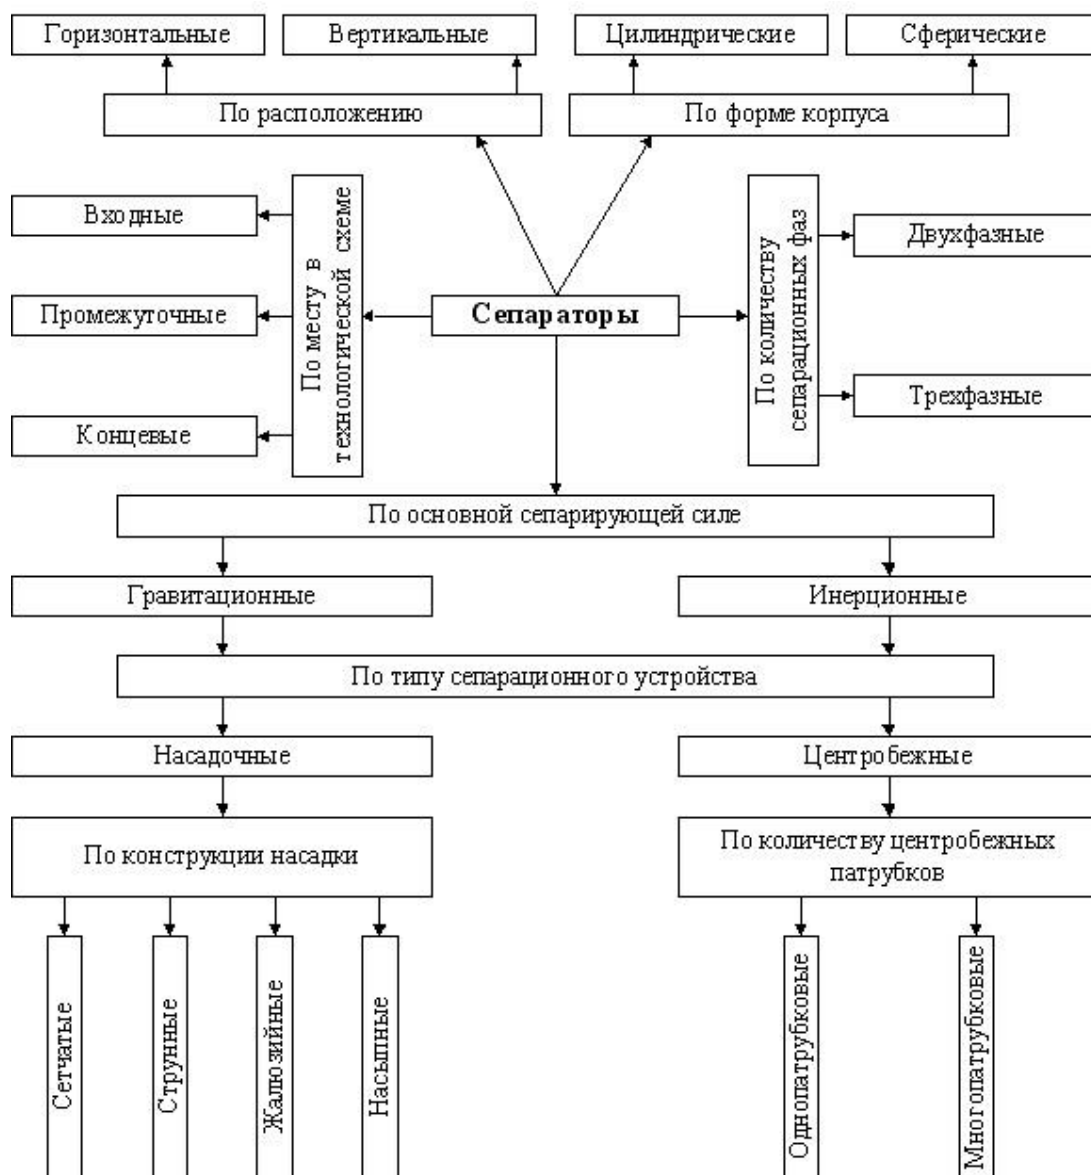 Горизонтальные
Вертикальные
Цилиндрические
Сферические
По расположению
По форме корпуса
Входные
Промежуточные
Концевые
По месту в
технологической схеме
Сепараторы
По количеству
сепарационных фаз
Двухфазные
Трехфазные
По основной сепарирующей силе
Гравитационные
Инерционные
По типу сепарационного устройства
Насадочные
Центробежные
По конструкции насадки
По количеству центробежных
патрубков
Сетчатые
Струнные
Жалюзийные
Насыпные
Однопатрубковые
Многопатрубковые